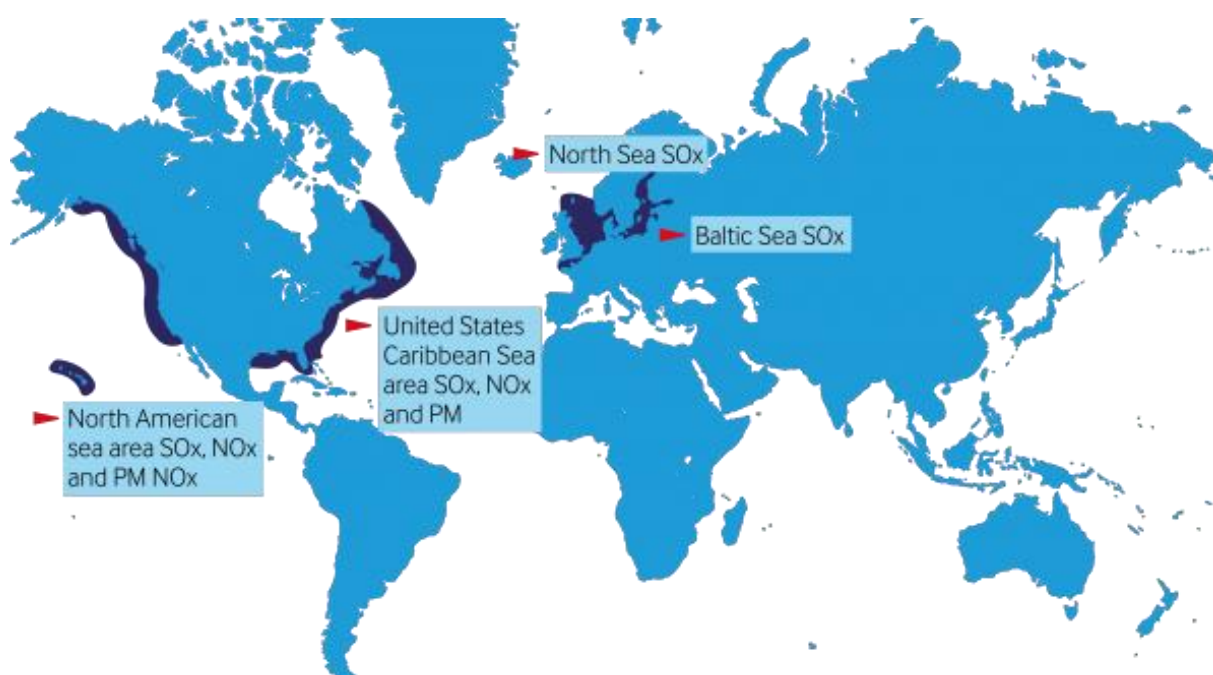 North Sea SOx
Baltic Sea SOx
United States
Caribbean Sea
area SOx, NOx
and PM
North American
sea area SOx, NOx
and PM NOx